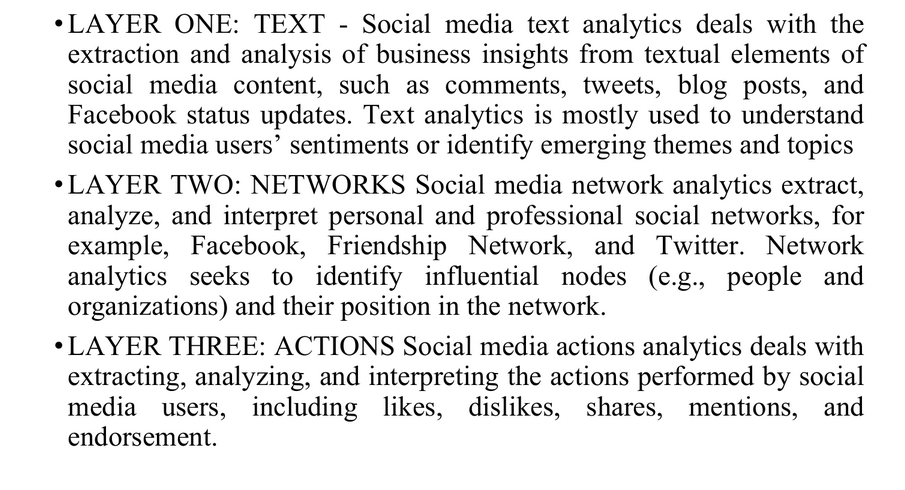 •LAYER ONE: TEXT - Social media text analytics deals with the
extraction and analysis of business insights from textual elements of
social media content, such as comments, tweets, blog posts, and
Facebook status updates. Text analytics is mostly used to understand
social media users’ sentiments or identify emerging themes and topics
•LAYER TWO: NETWORKS Social media network analytics extract,
analyze, and interpret personal and professional social networks, for
example, Facebook, Friendship Network, and Twitter. Network
analytics seeks to identify influential nodes (e.g., people and
organizations) and their position in the network.
•LAYER THREE: ACTIONS Social media actions analytics deals with
extracting, analyzing, and interpreting the actions performed by social
media users, including likes, dislikes, shares, mentions, and
endorsement.